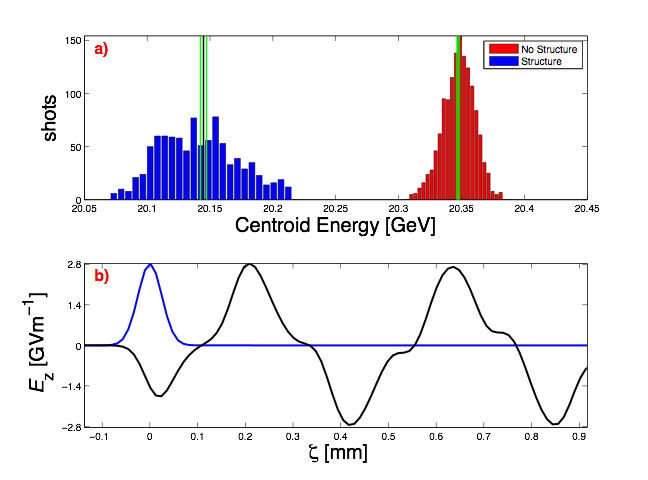 a)
150
100
50
0
shots
No Structure
Structure
20.05 20.1 20.15 20.2 20.25 20.3 20.35 20.4 20.45
Centroid Energy [GeV]
b)
2.8
1.4
0
−1.4
−2.8
E_z [GVm⁻¹]
−0.1 0 0.1 0.2 0.3 0.4 0.5 0.6 0.7 0.8 0.9
ζ [mm]